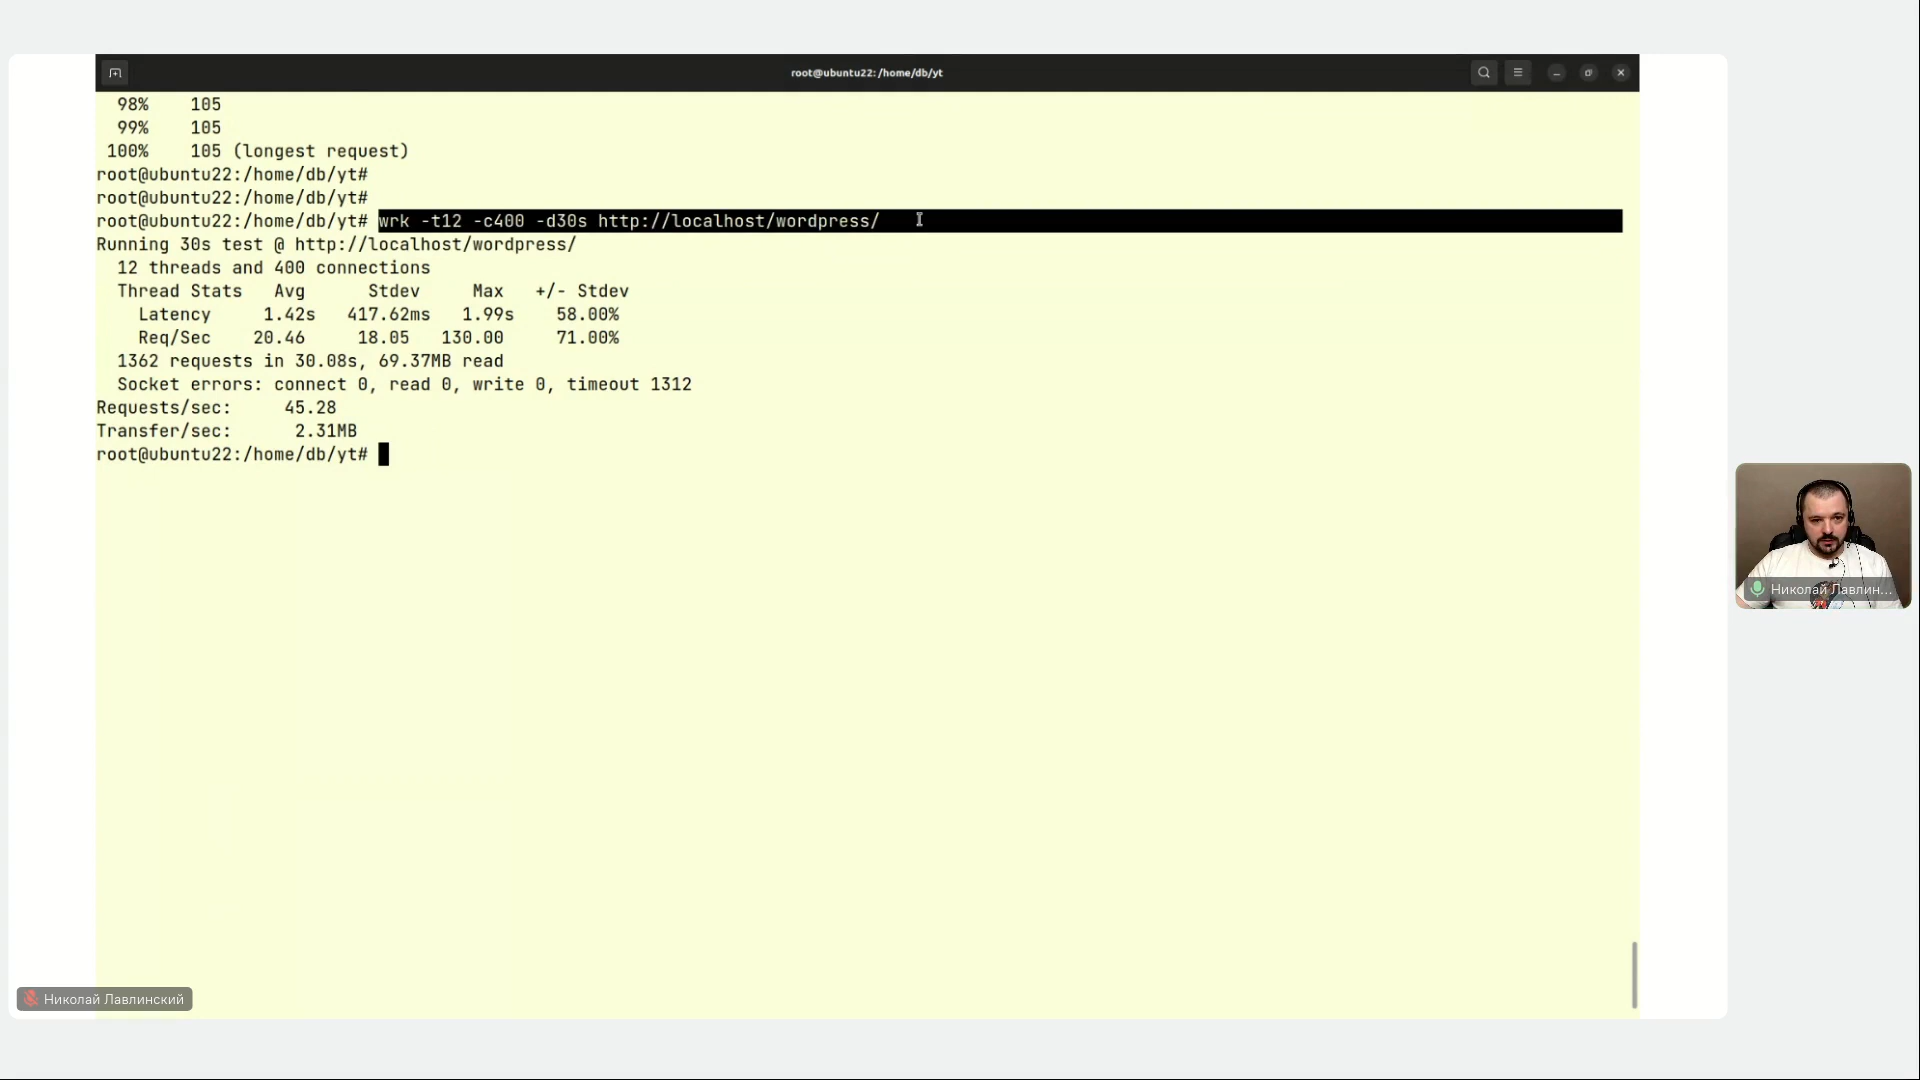 root@ubuntu22: /home/db/yt
98% 105
99% 105
100% 105 (longest request)
root@ubuntu22:/home/db/yt#
root@ubuntu22:/home/db/yt#
root@ubuntu22:/home/db/yt# wrk -t12 -c400 -d30s http://localhost/wordpress/
Running 30s test @ http://localhost/wordpress/
12 threads and 400 connections
Thread Stats Avg Stdev Max +/- Stdev
Latency 1.42s 417.62ms 1.99s 58.00%
Req/Sec 20.46 18.05 130.00 71.00%
1362 requests in 30.08s, 69.37MB read
Socket errors: connect 0, read 0, write 0, timeout 1312
Requests/sec: 45.28
Transfer/sec: 2.31MB
root@ubuntu22:/home/db/yt#
Николай Лавлин...
Николай Лавлинский